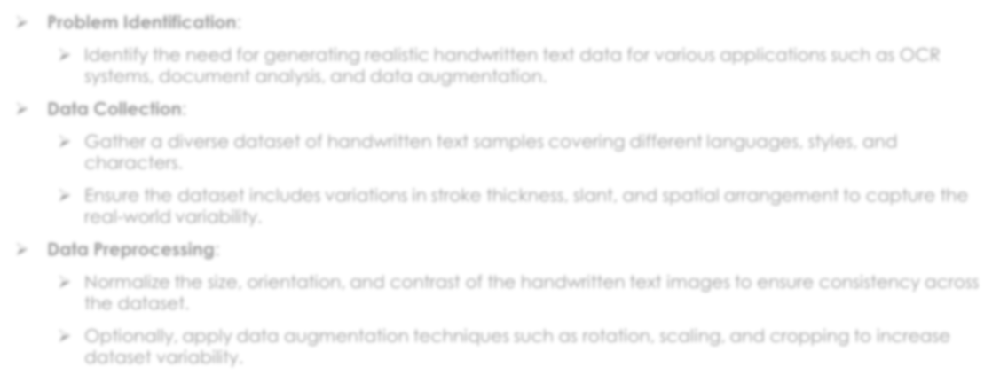 ➢ Problem Identification:
➢ Identify the need for generating realistic handwritten text data for various applications such as OCR
systems, document analysis, and data augmentation.
➢ Data Collection:
➢ Gather a diverse dataset of handwritten text samples covering different languages, styles, and
characters.
➢ Ensure the dataset includes variations in stroke thickness, slant, and spatial arrangement to capture the
real-world variability.
➢ Data Preprocessing:
➢ Normalize the size, orientation, and contrast of the handwritten text images to ensure consistency across
the dataset.
➢ Optionally, apply data augmentation techniques such as rotation, scaling, and cropping to increase
dataset variability.